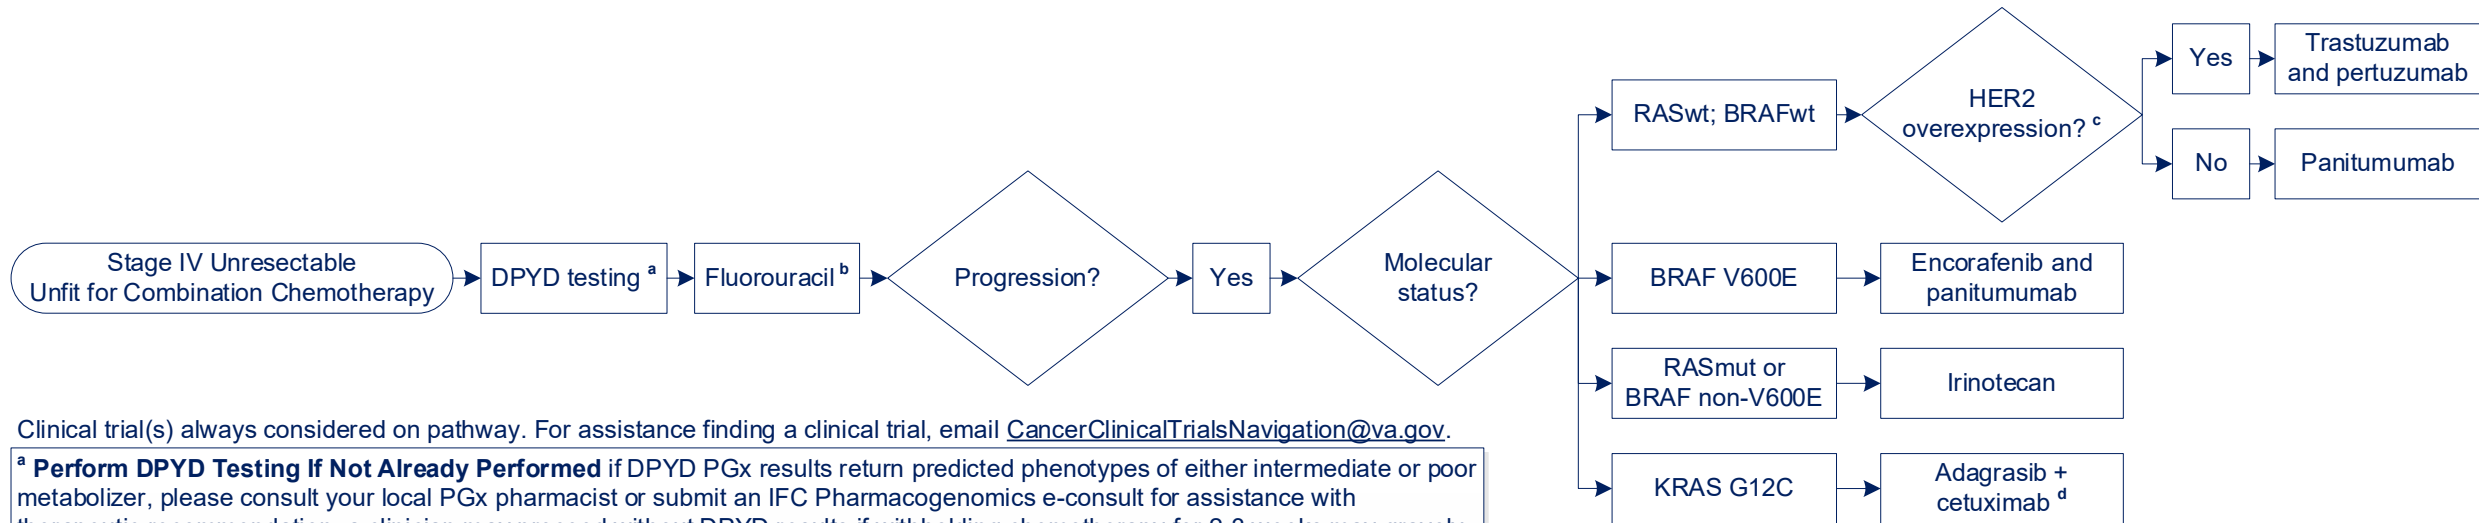 Stage IV Unresectable
Unfit for Combination Chemotherapy
DPYD testing a
Fluorouracil b
Progression?
Yes
Molecular
status?
RASwt; BRAFwt
HER2
overexpression? c
Yes
Trastuzumab
and pertuzumab
No
Panitumumab
BRAF V600E
Encorafenib and
panitumumab
RASmut or
BRAF non-V600E
Irinotecan
KRAS G12C
Adagrasib +
cetuximab d
Clinical trial(s) always considered on pathway. For assistance finding a clinical trial, email CancerClinicalTrialsNavigation@va.gov.
a Perform DPYD Testing If Not Already Performed if DPYD PGx results return predicted phenotypes of either intermediate or poor
metabolizer, please consult your local PGx pharmacist or submit an IFC Pharmacogenomics e-consult for assistance with